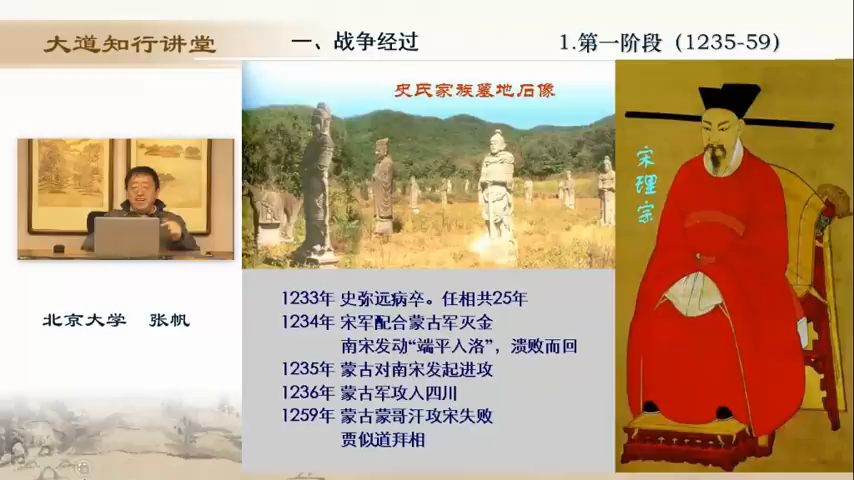 大道知行讲堂
一、战争经过
1.第一阶段（1235-59）
史氏家族墓地石像
宋理宗
北京大学 张帆
1233年 史弥远病卒。任相共25年
1234年 宋军配合蒙古军灭金
南宋发动“端平入洛”，溃败而回
1235年 蒙古对南宋发起进攻
1236年 蒙古军攻入四川
1259年 蒙古蒙哥汗攻宋失败
贾似道拜相